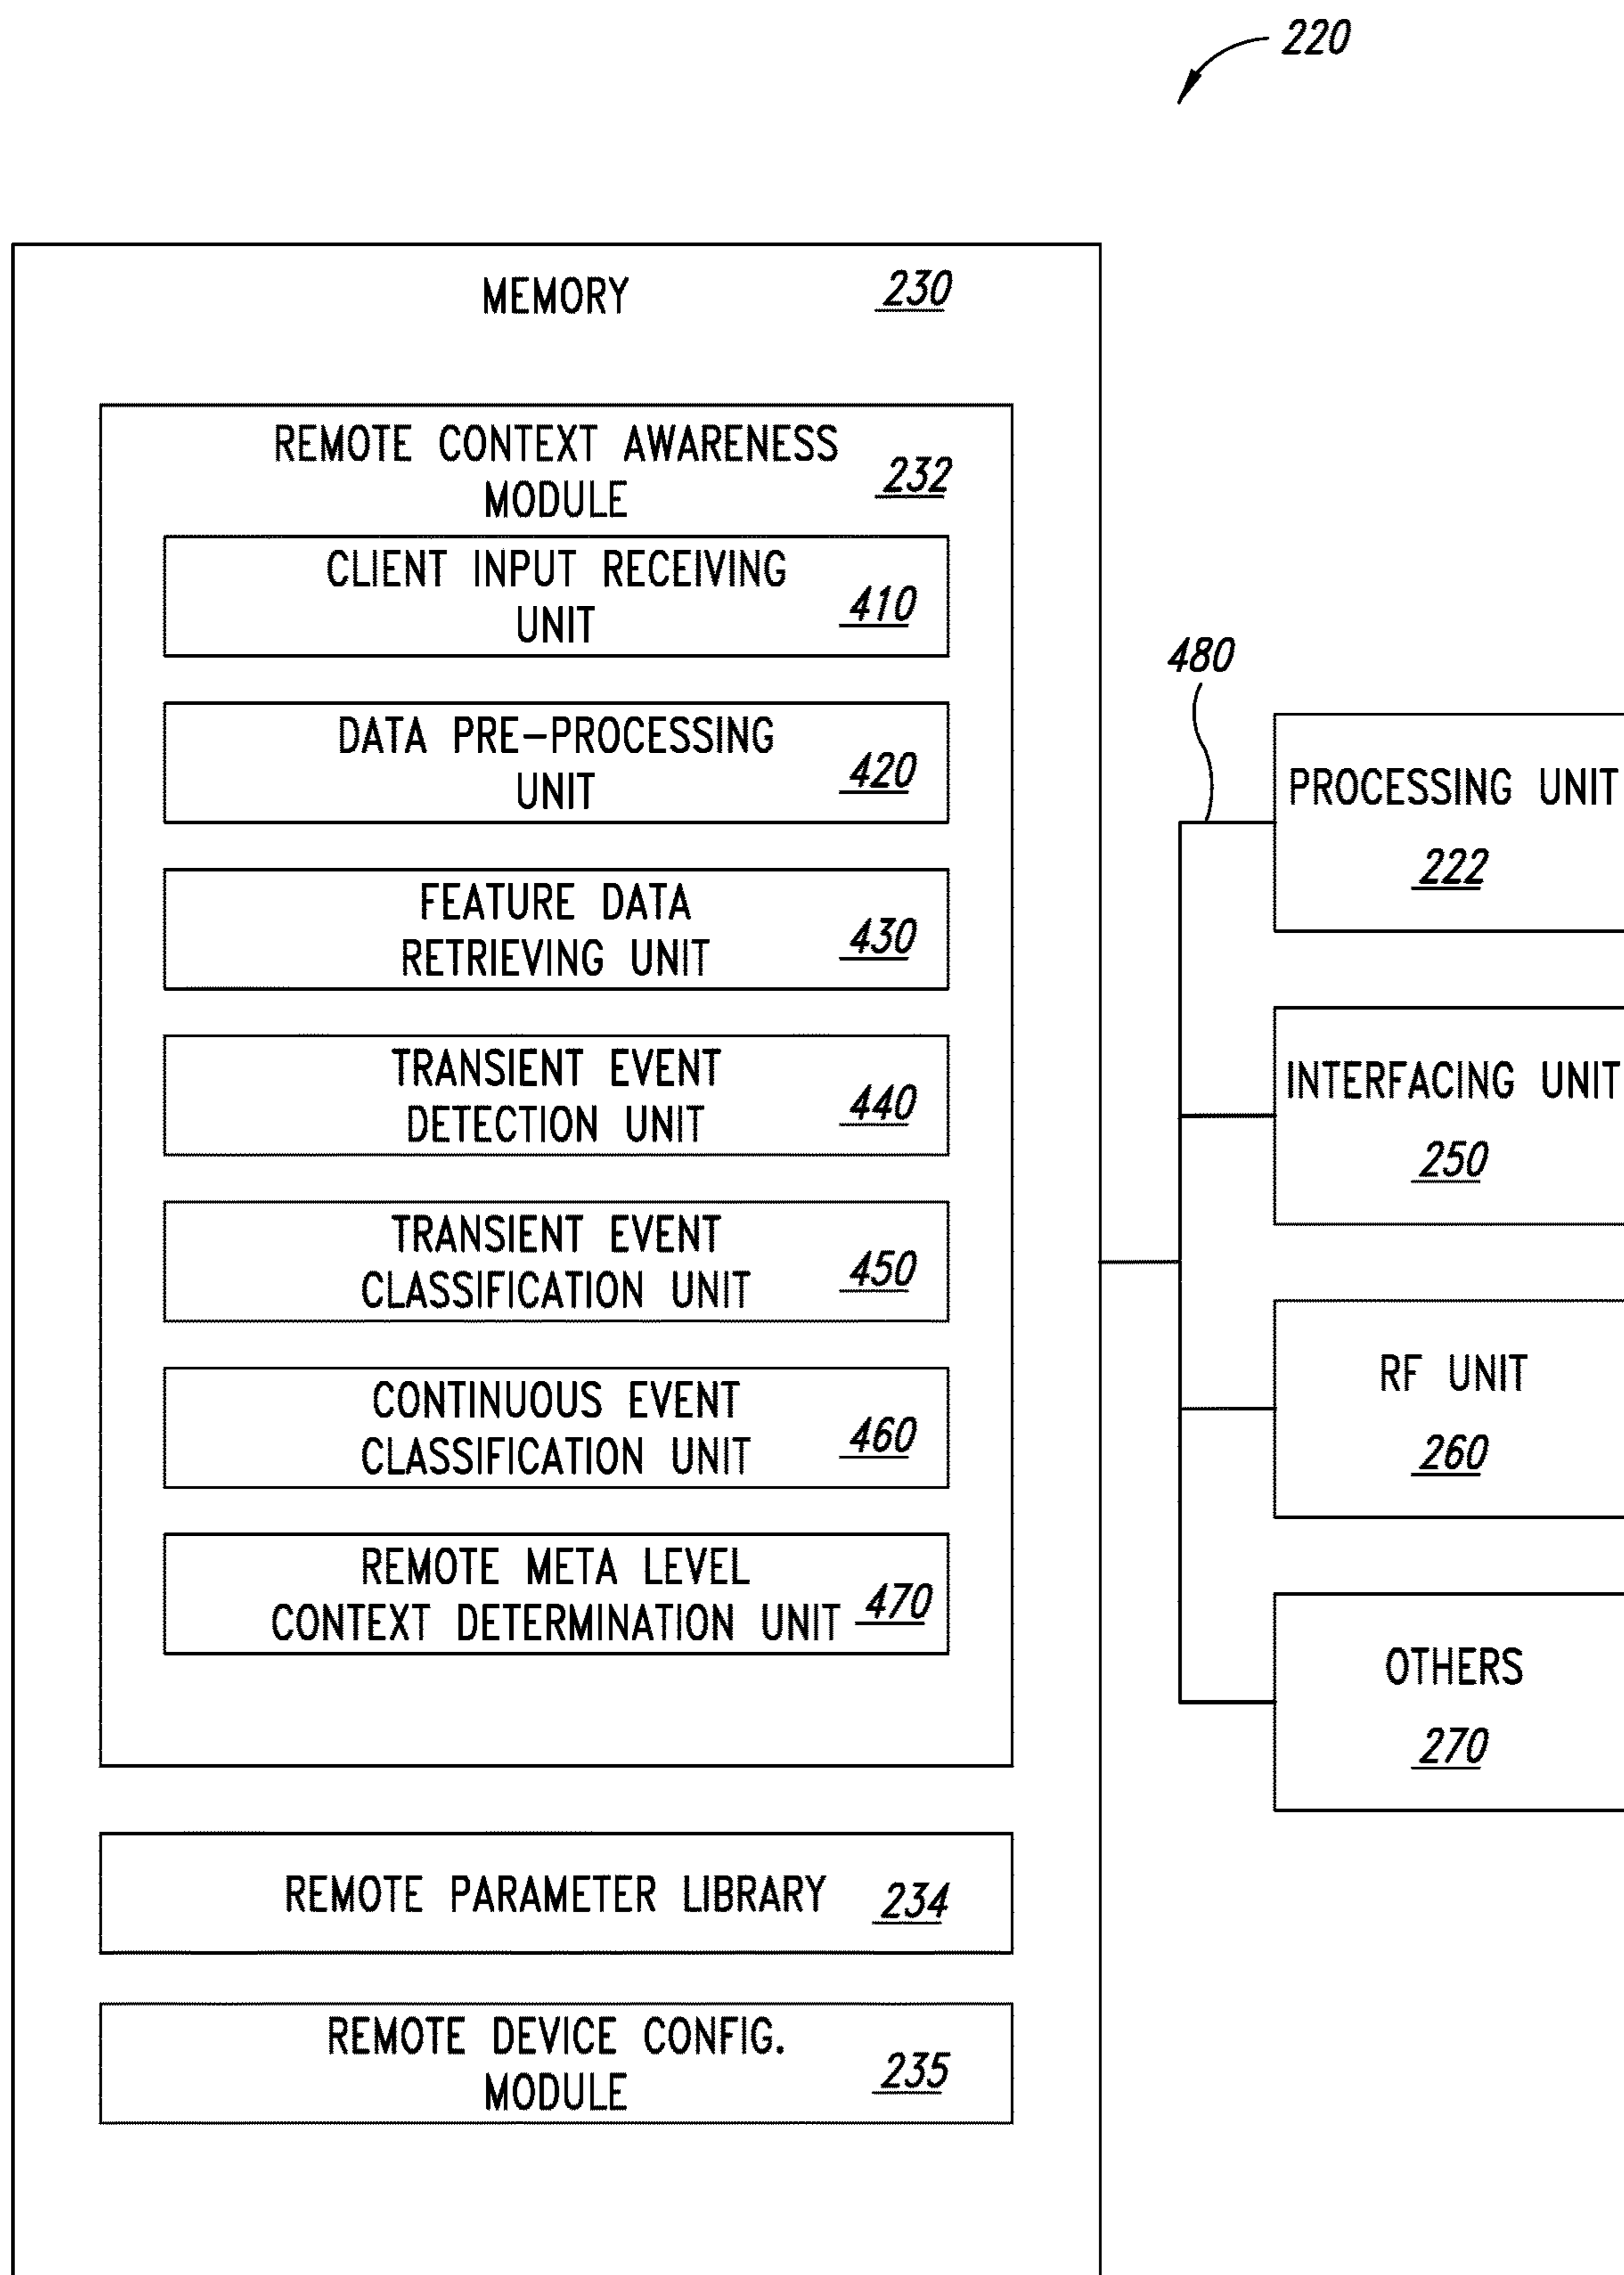 220
MEMORY 230
REMOTE CONTEXT AWARENESS
MODULE 232
CLIENT INPUT RECEIVING
UNIT 410
DATA PRE-PROCESSING
UNIT 420
FEATURE DATA
RETRIEVING UNIT 430
TRANSIENT EVENT
DETECTION UNIT 440
TRANSIENT EVENT
CLASSIFICATION UNIT 450
CONTINUOUS EVENT
CLASSIFICATION UNIT 460
REMOTE META LEVEL
CONTEXT DETERMINATION UNIT 470
REMOTE PARAMETER LIBRARY 234
REMOTE DEVICE CONFIG.
MODULE 235
480
PROCESSING UNIT
222
INTERFACING UNIT
250
RF UNIT
260
OTHERS
270